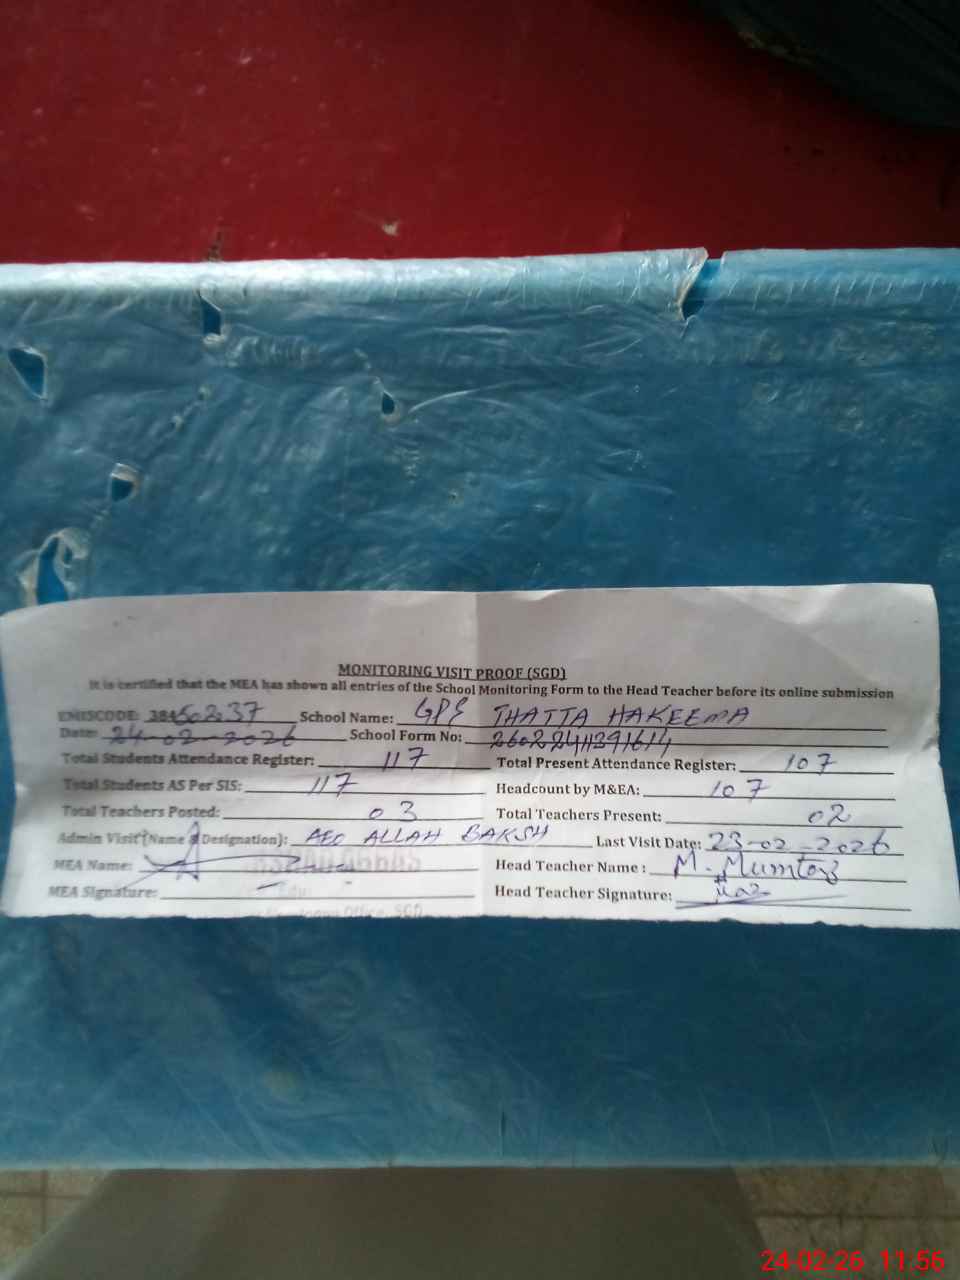 MONITORING VISIT PROOF (SGD)
It is certified that the MEA has shown all entries of the School Monitoring Form to the Head Teacher before its online submission
EMISCODE: 38450237 School Name: GPS THATTA HAKEEMA
Date: 24-02-2026 School Form No:
Total Students Attendance Register: 117 Total Present Attendance Register: 107
Total Students AS Per SIS: 117 Headcount by M&EA: 107
Total Teachers Posted: 03 Total Teachers Present: 02
Admin Visit (Name & Designation): AEO ALLAH BAKSH Last Visit Date: 23-02-2026
MEA Name: Head Teacher Name : M. Mumtaz
MEA Signature: Head Teacher Signature:
24-02-26 11:56